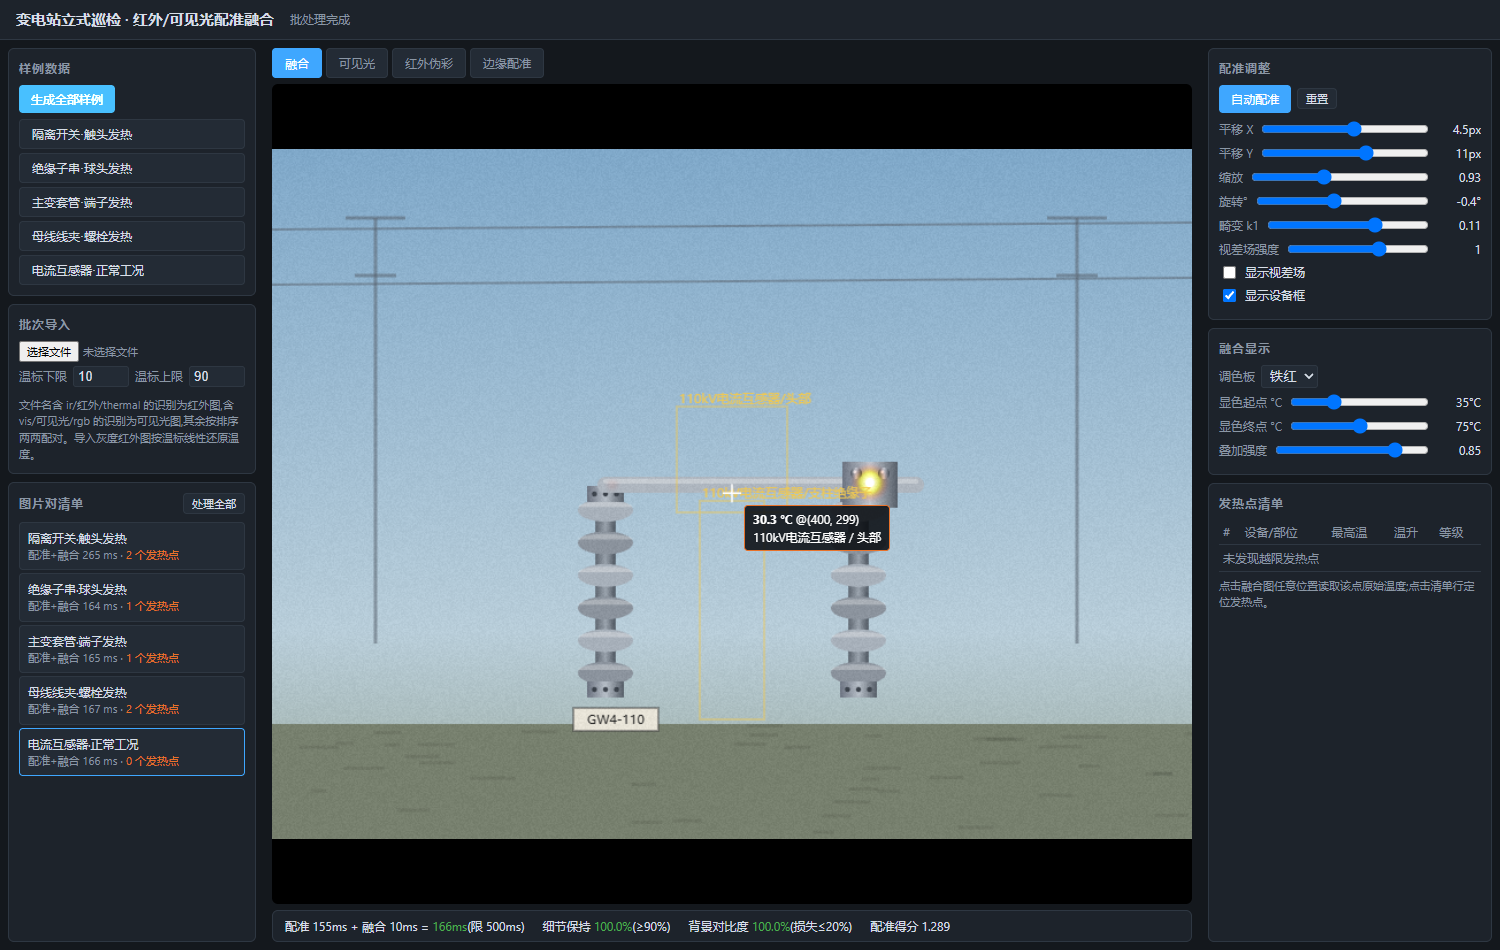 变电站立式巡检 · 红外/可见光配准融合 批处理完成
样例数据
生成全部样例
隔离开关·触头发热
绝缘子串·球头发热
主变套管·端子发热
母线线夹·螺栓发热
电流互感器·正常工况
批次导入
选择文件 未选择文件
温标下限 10 温标上限 90
文件名含 ir/红外/thermal 的识别为红外图,含
vis/可见光/rgb 的识别为可见光图,其余按排序
两两配对。导入灰度红外图按温标线性还原温
度。
图片对清单 处理全部
隔离开关·触头发热
配准+融合 265 ms · 2 个发热点
绝缘子串·球头发热
配准+融合 164 ms · 1 个发热点
主变套管·端子发热
配准+融合 165 ms · 1 个发热点
母线线夹·螺栓发热
配准+融合 167 ms · 2 个发热点
电流互感器·正常工况
配准+融合 166 ms · 0 个发热点
融合 可见光 红外伪彩 边缘配准
110kV电流互感器/头部
110kV电流互感器/支柱绝缘子
30.3 °C @(400, 299)
110kV电流互感器 / 头部
GW4-110
配准 155ms + 融合 10ms = 166ms(限 500ms) 细节保持 100.0%(≥90%) 背景对比度 100.0%(损失≤20%) 配准得分 1.289
配准调整
自动配准 重置
平移 X 4.5px
平移 Y 11px
缩放 0.93
旋转° -0.4°
畸变 k1 0.11
视差场强度 1
显示视差场
显示设备框
融合显示
调色板 铁红
显色起点 °C 35°C
显色终点 °C 75°C
叠加强度 0.85
发热点清单
# 设备/部位 最高温 温升 等级
未发现越限发热点
点击融合图任意位置读取该点原始温度;点击清单行定
位发热点。